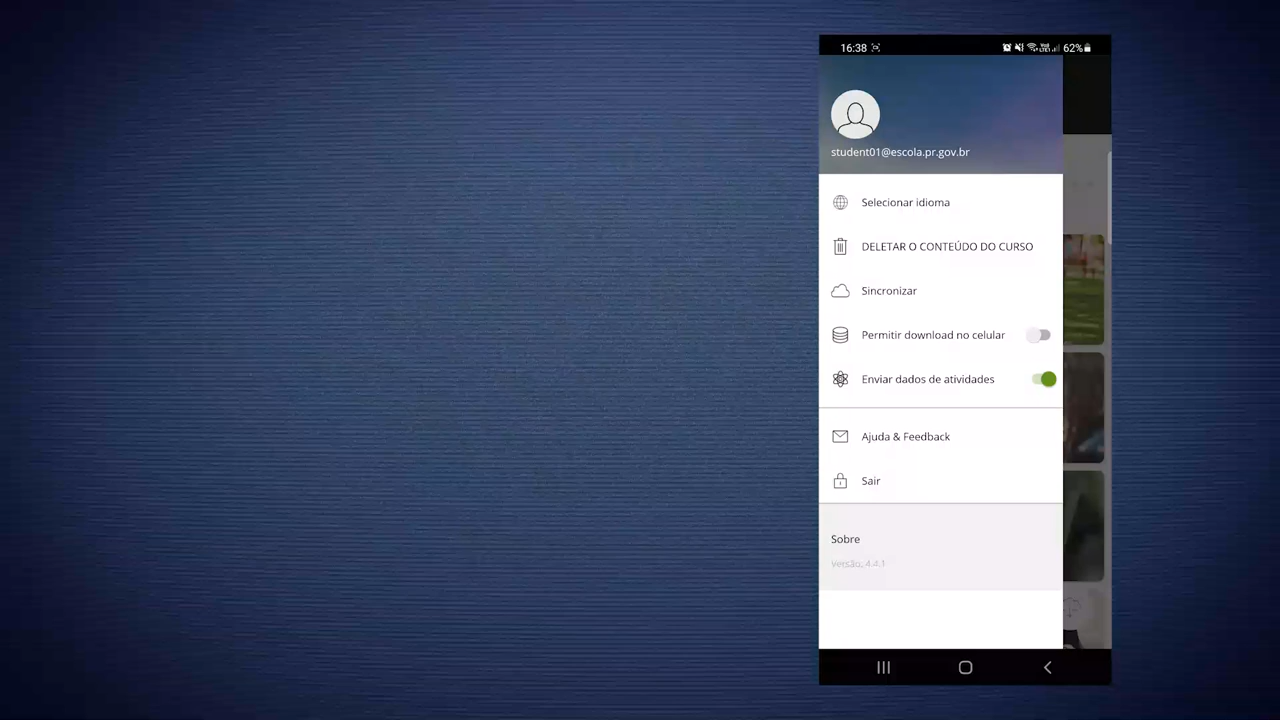 16:38
62%
student01@escola.pr.gov.br
Selecionar idioma
DELETAR O CONTEÚDO DO CURSO
Sincronizar
Permitir download no celular
Enviar dados de atividades
Ajuda & Feedback
Sair
Sobre
Versão, 4.4.1